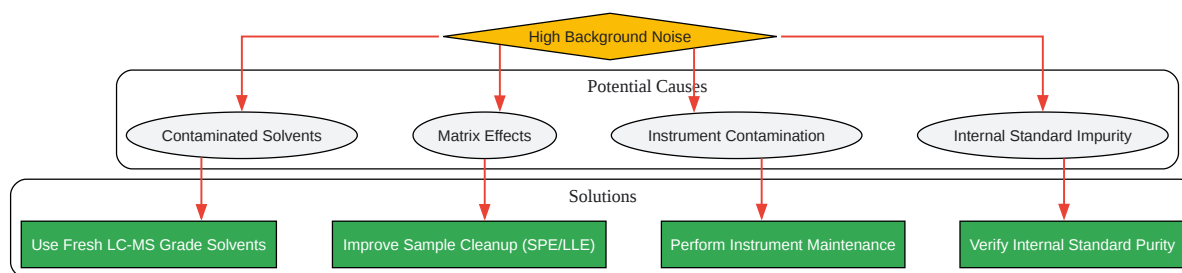 High Background Noise
Potential Causes
Contaminated Solvents
Matrix Effects
Instrument Contamination
Internal Standard Impurity
Solutions
Use Fresh LC-MS Grade Solvents
Improve Sample Cleanup (SPE/LLE)
Perform Instrument Maintenance
Verify Internal Standard Purity